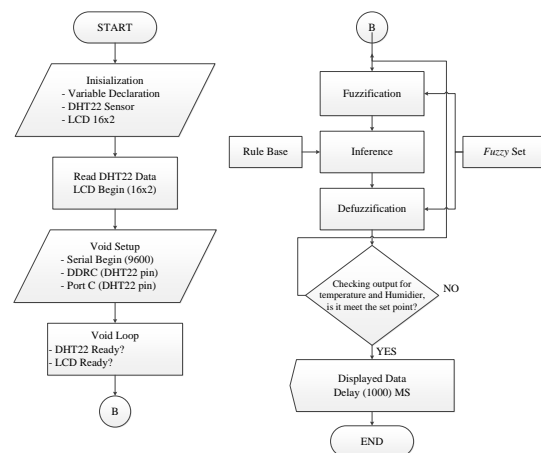 START
Inisialization
- Variable Declaration
- DHT22 Sensor
- LCD 16x2
Read DHT22 Data
LCD Begin (16x2)
Void Setup
- Serial Begin (9600)
- DDRC (DHT22 pin)
- Port C (DHT22 pin)
Void Loop
- DHT22 Ready?
- LCD Ready?
B
B
Fuzzification
Rule Base
Inference
Fuzzy Set
Defuzzification
Checking output for
temperature and Humidier,
is it meet the set point?
NO
YES
Displayed Data
Delay (1000) MS
END